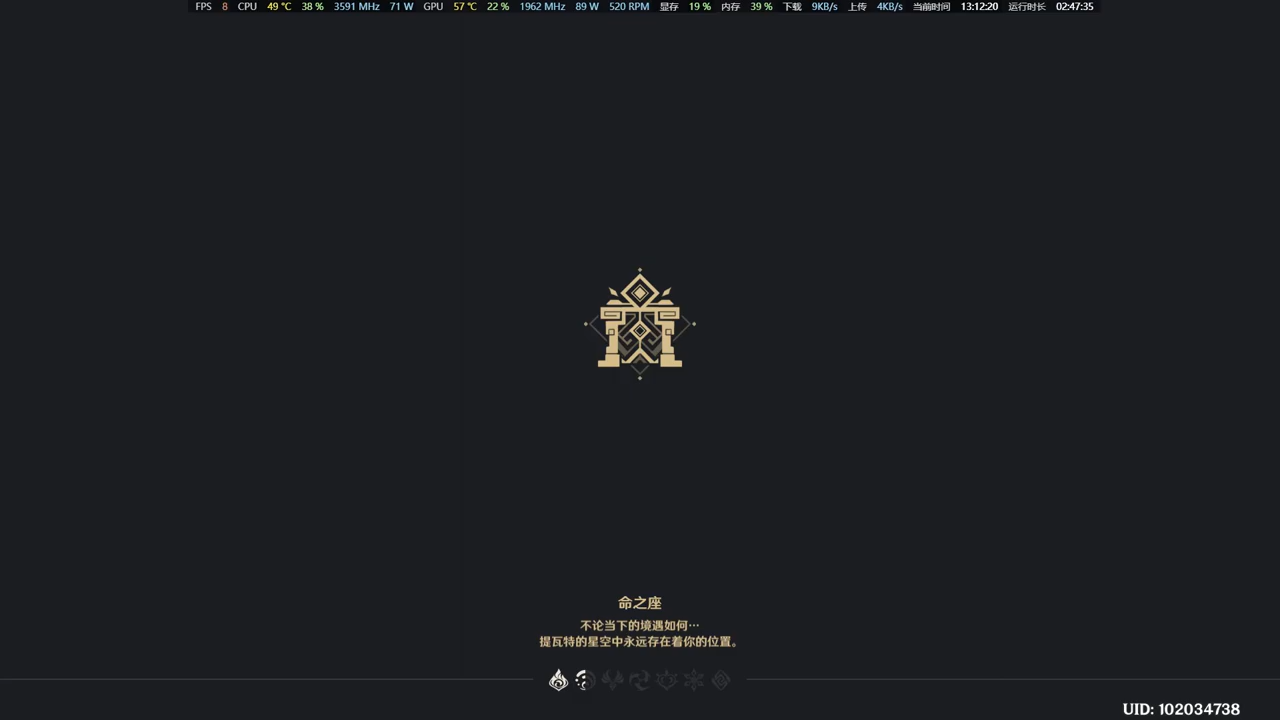 FPS 8 CPU 49 ℃ 38 % 3591 MHz 71 W GPU 57 ℃ 22 % 1962 MHz 89 W 520 RPM 显存 19 % 内存 39 % 下载 9KB/s 上传 4KB/s 当前时间 13:12:20 运行时长 02:47:35
命之座
不论当下的境遇如何…
提瓦特的星空中永远存在着你的位置。
UID: 102034738